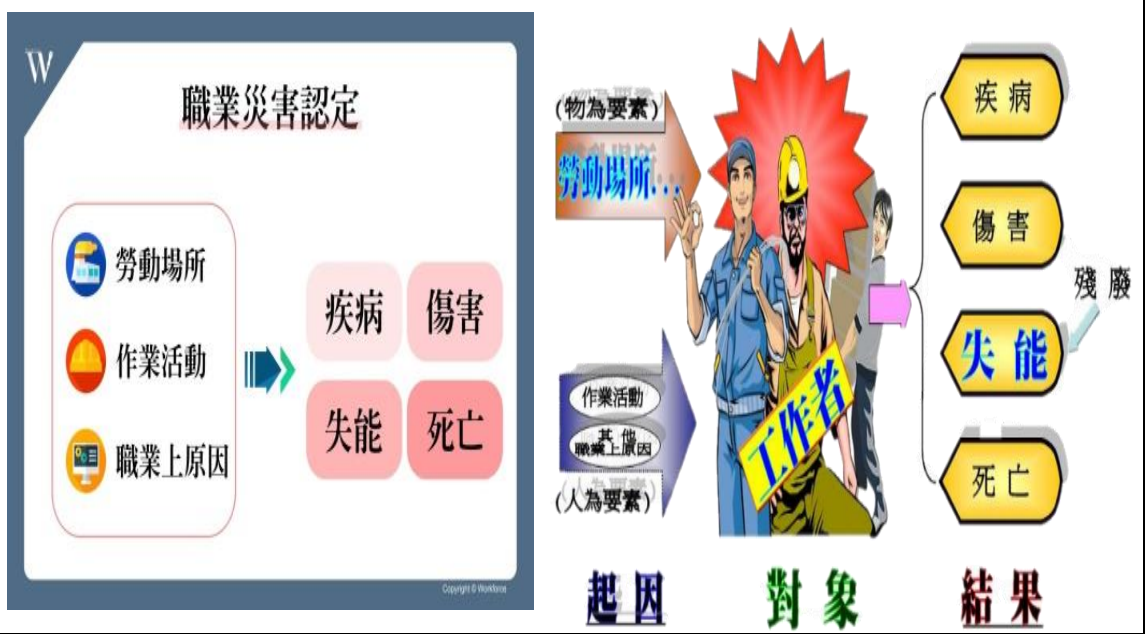 W
職業災害認定
勞動場所
作業活動
職業上原因
疾病
傷害
失能
死亡
Copyright © Workforce
(物為要素)
勞動場所...
作業活動
其他
職業上原因
(人為要素)
工作者
疾病
傷害
殘廢
失能
死亡
起因
對象
結果